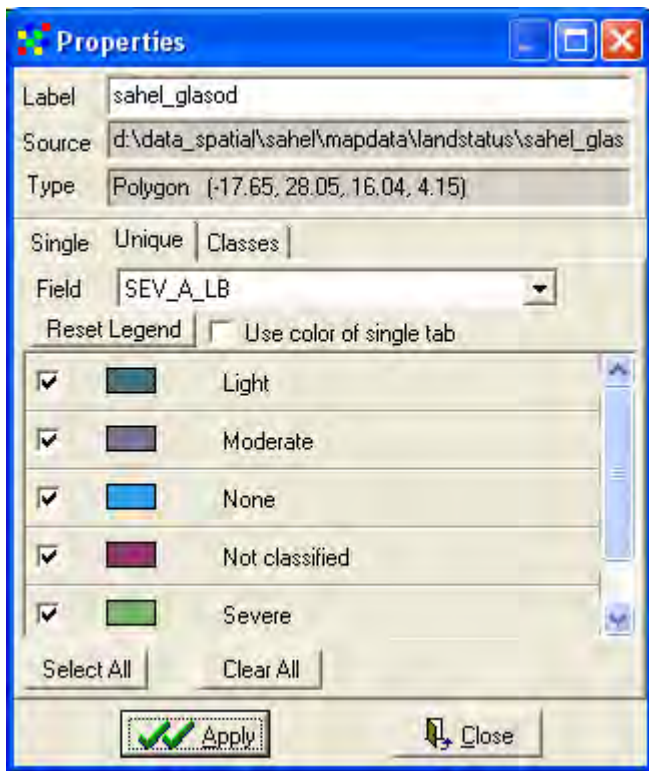 Properties
Label sahel_glasod
Source d:\data_spatial\sahel\mapdata\landstatus\sahel_glas
Type Polygon (-17.65, 28.05, 16.04, 4.15)
Single Unique Classes
Field SEV_A_LB
Reset Legend Use color of single tab
Light
Moderate
None
Not classified
Severe
Select All Clear All
Apply Close